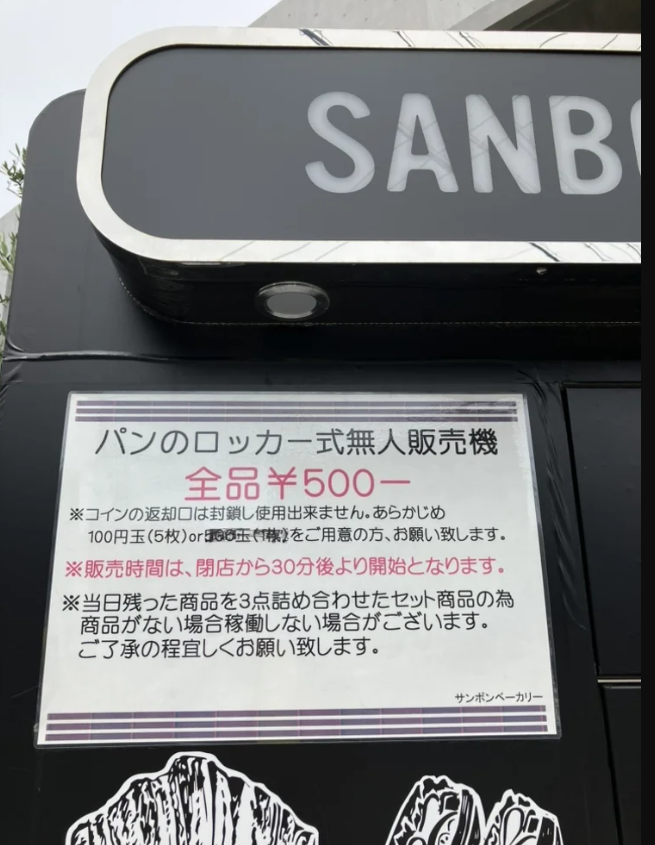 SANB
パンのロッカー式無人販売機
全品¥500ー
※コインの返却口は封鎖し使用出来ません。あらかじめ
100円玉(5枚)or をご用意の方、お願い致します。
※販売時間は、閉店から30分後より開始となります。
※当日残った商品を3点詰め合わせたセット商品の為
商品がない場合稼働しない場合がございます。
ご了承の程宜しくお願い致します。
サンボンベーカリー